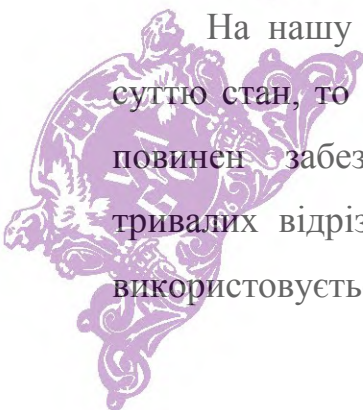 На нашу
суттю стан, то
повинен забез
тривалих відріз
використовуєть